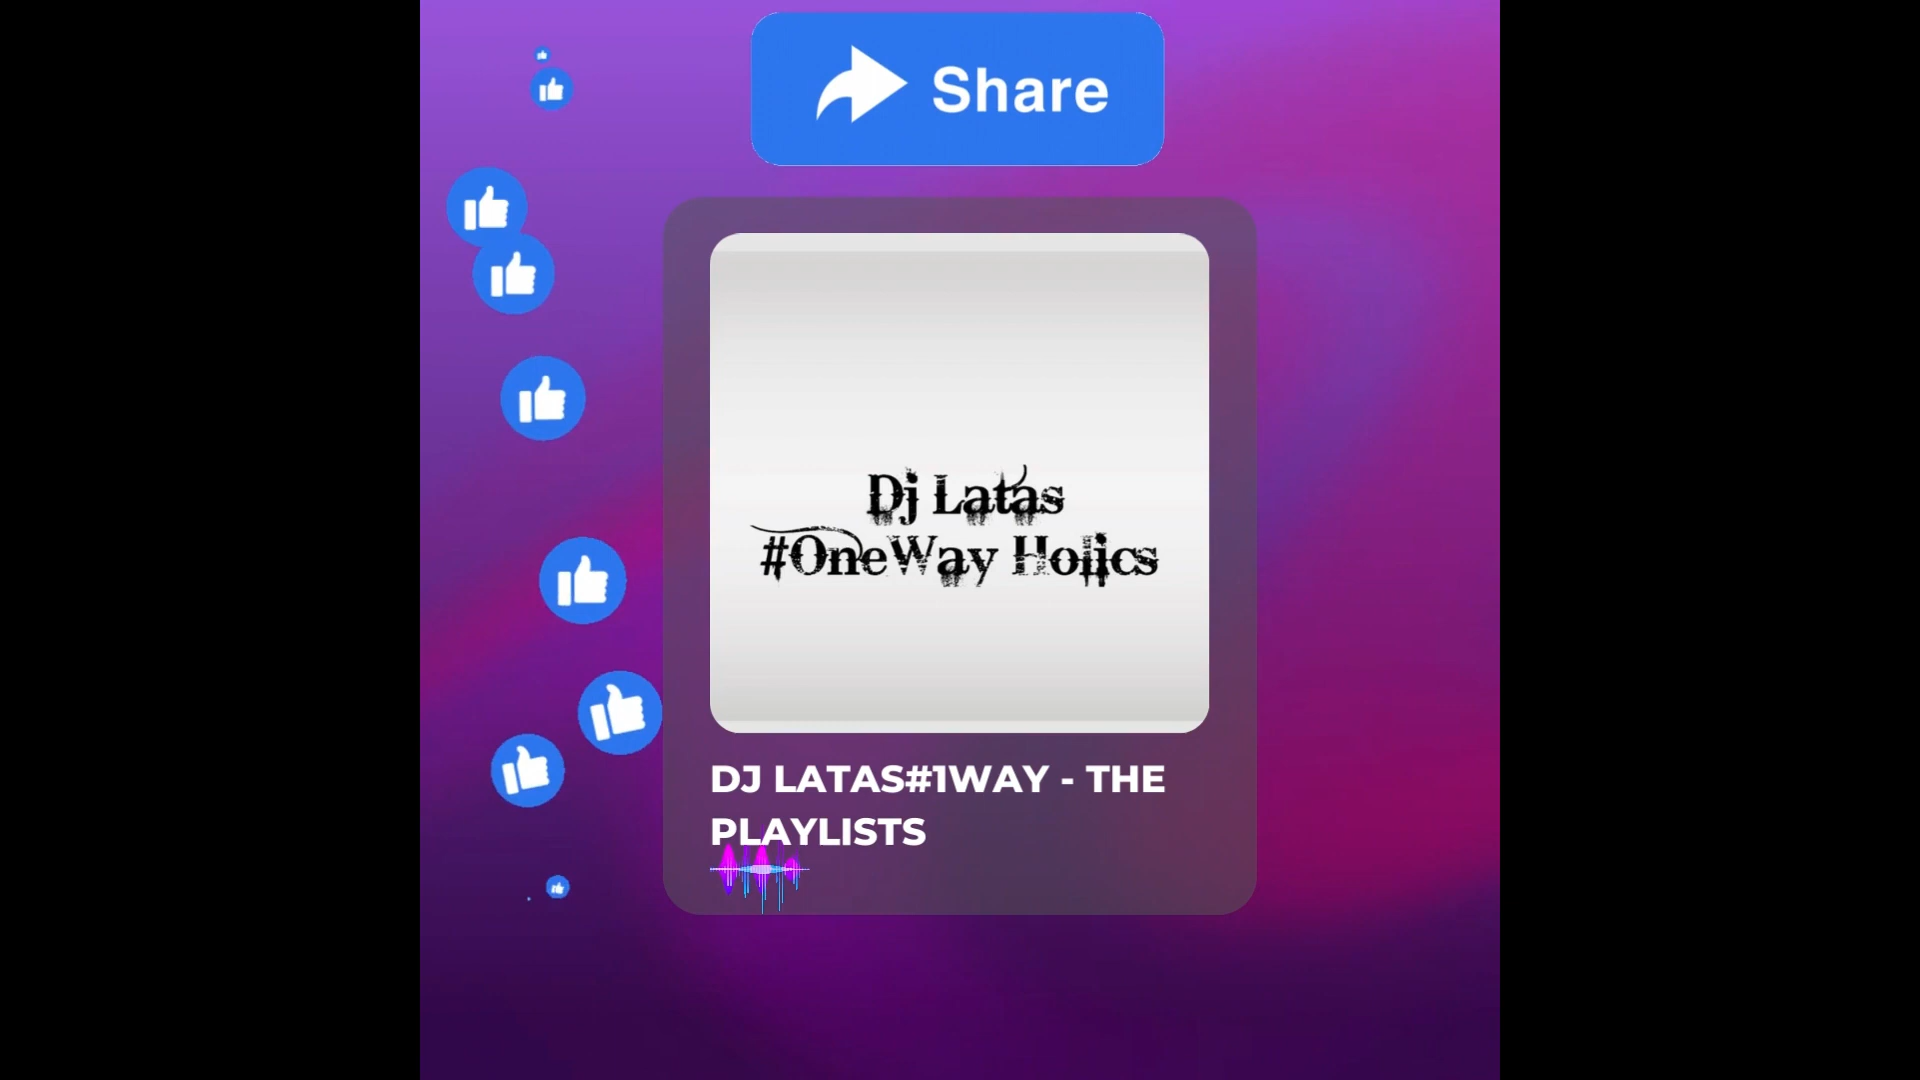 Share
Dj Latas
#OneWay Holics
DJ LATAS#1WAY - THE
PLAYLISTS